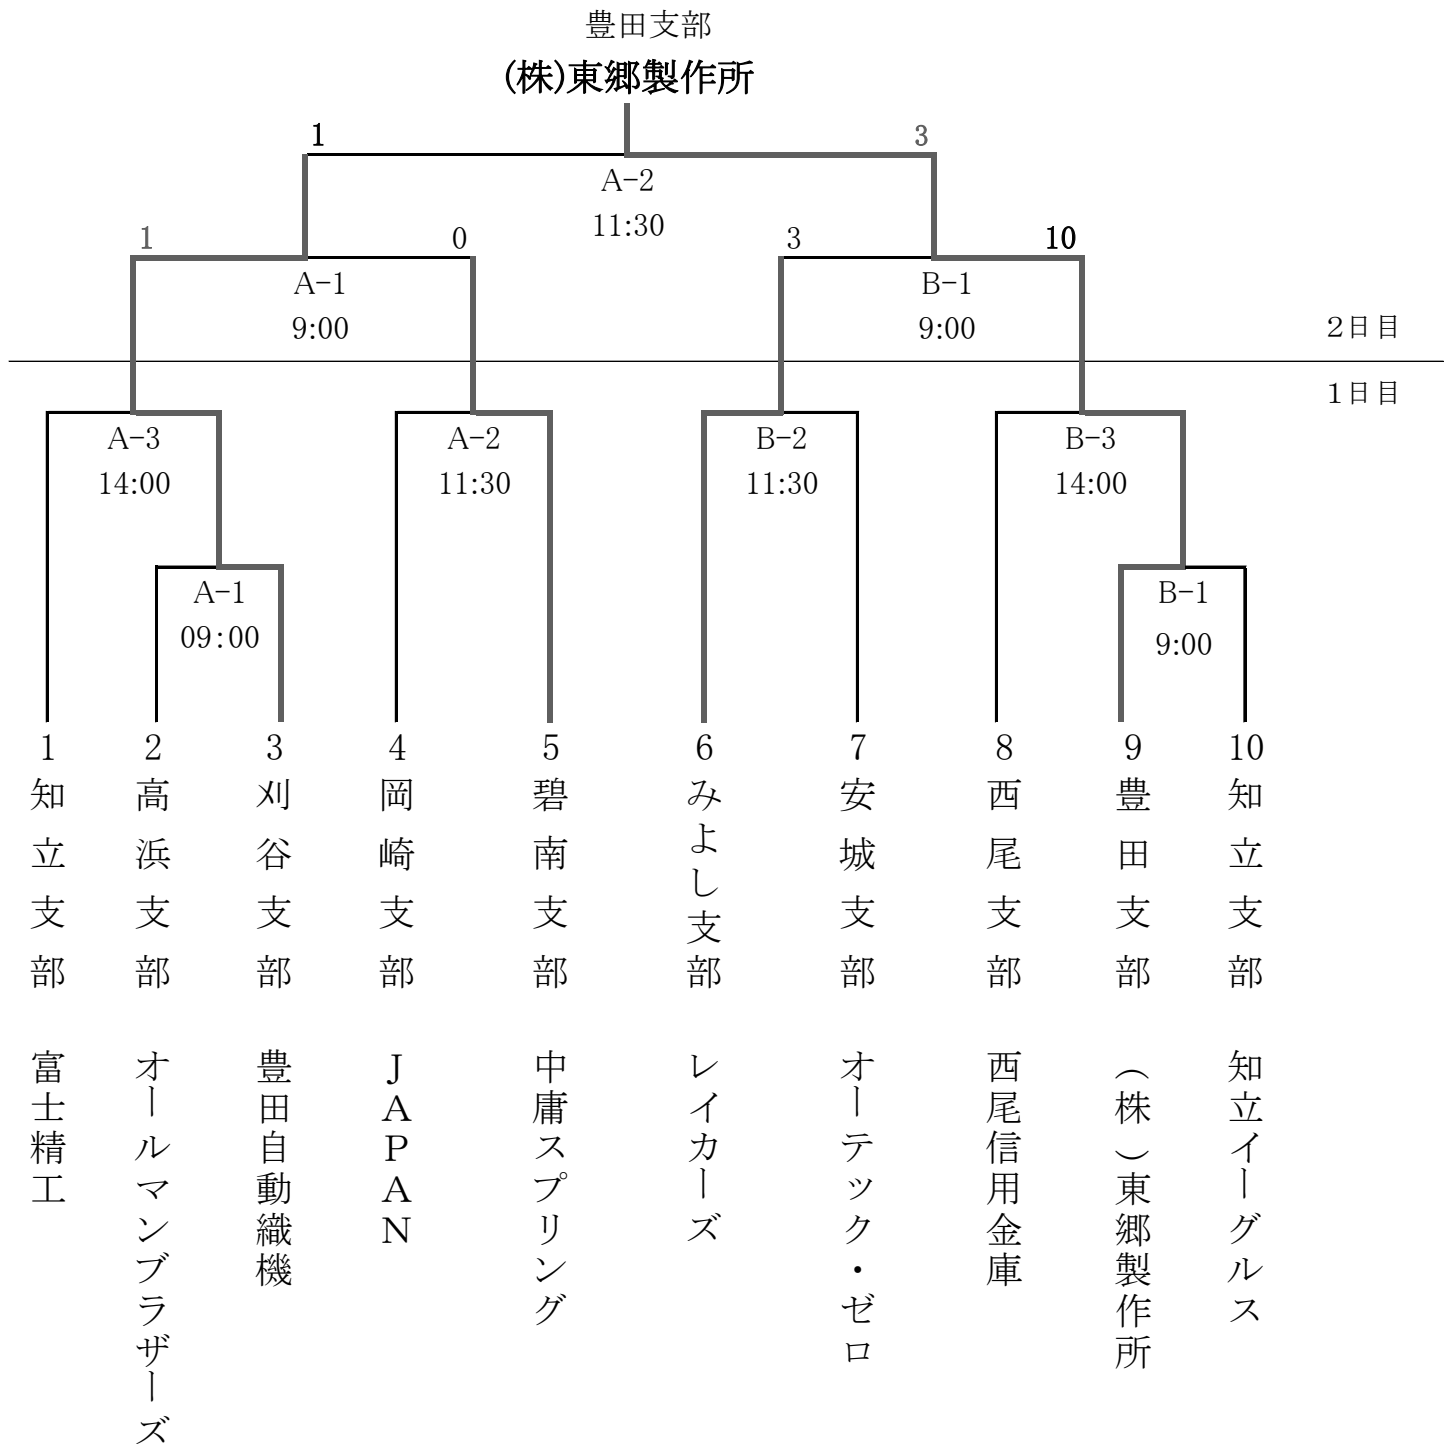 豊田支部
(株)東郷製作所
1
3
A-2
11:30
1
0
3
10
A-1
9:00
B-1
9:00
2日目
1日目
A-3
14:00
A-2
11:30
B-2
11:30
B-3
14:00
A-1
09:00
B-1
9:00
1
知立支部 富士精工
2
高浜支部 オールマンブラザーズ
3
刈谷支部 豊田自動織機
4
岡崎支部 JAPAN
5
碧南支部 中庸スプリング
6
みよし支部 レイカーズ
7
安城支部 オーテック・ゼロ
8
西尾支部 西尾信用金庫
9
豊田支部 (株)東郷製作所
10
知立支部 知立イーグルス